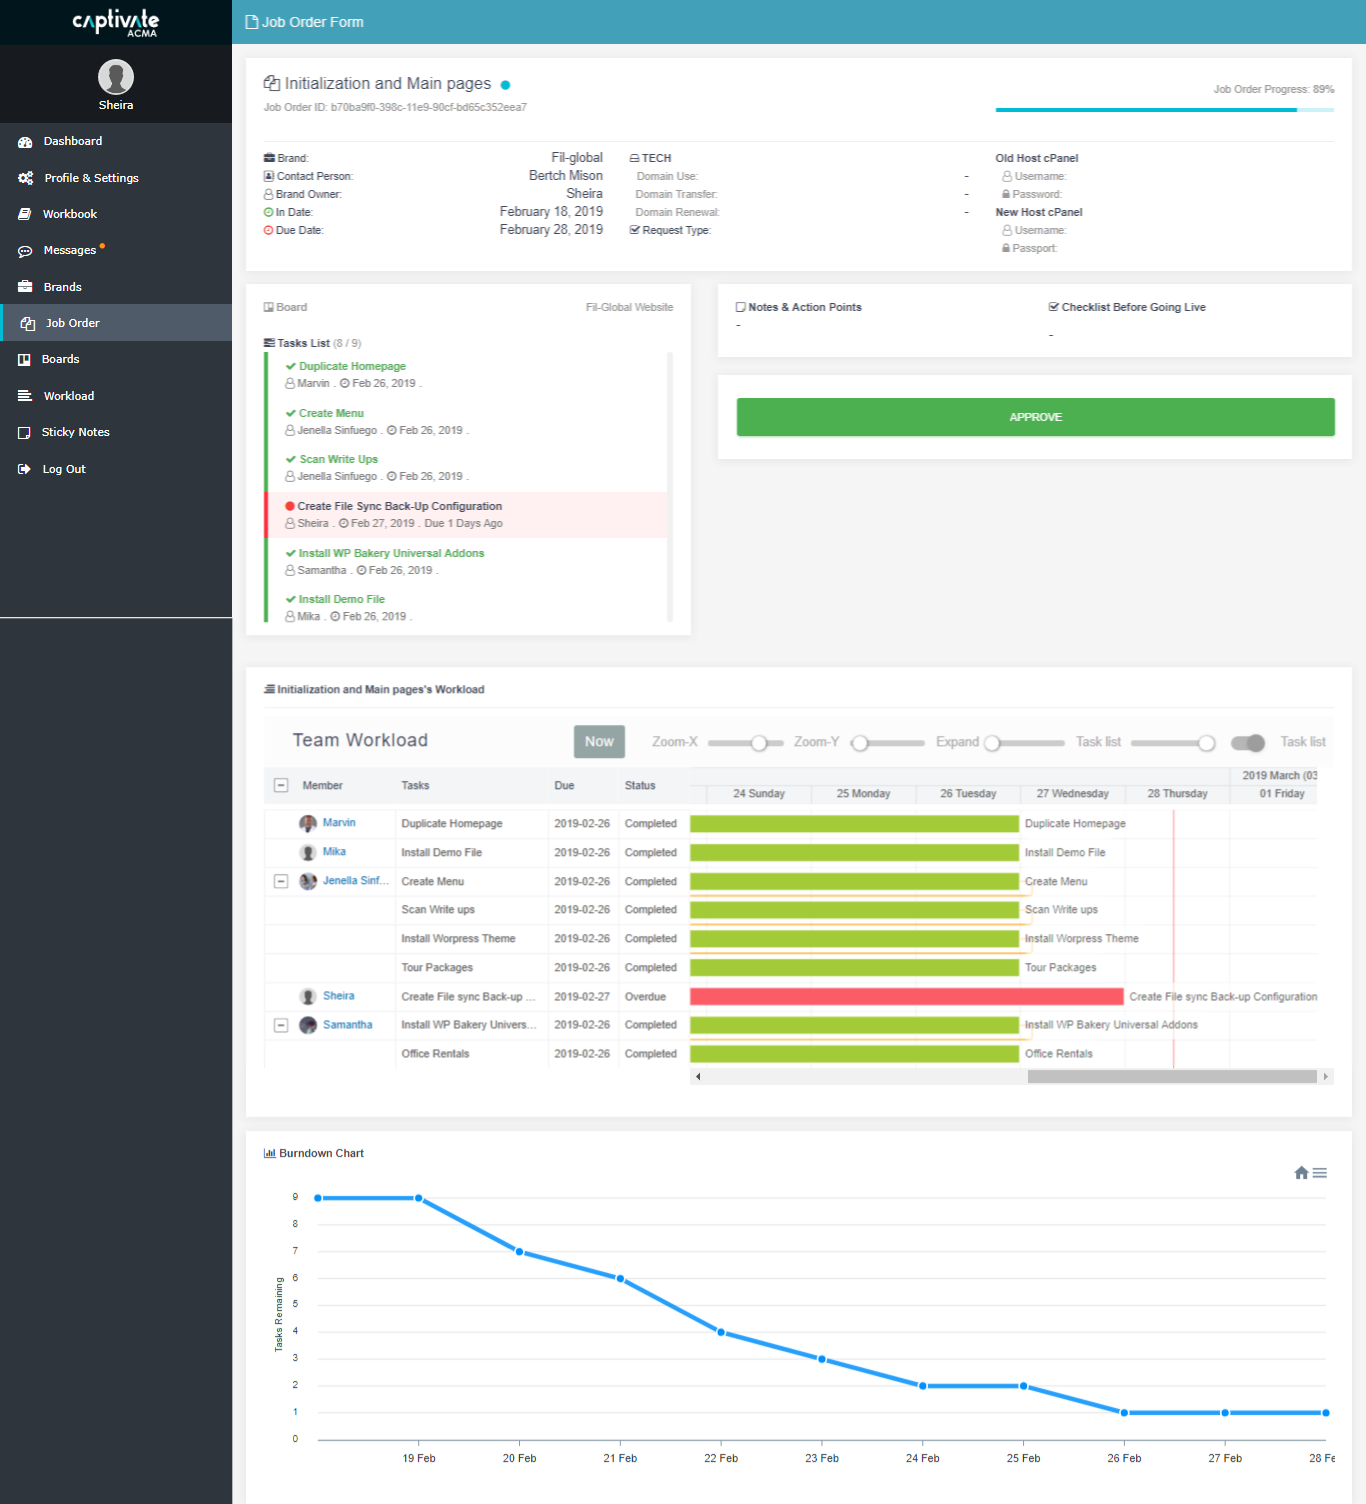 captivate
ACMA
Sheira
Dashboard
Profile & Settings
Workbook
Messages
Brands
Job Order
Boards
Workload
Sticky Notes
Log Out
Job Order Form
Initialization and Main pages
Job Order ID: b70ba9f0-398c-11e9-90cf-bd65c352eea7
Job Order Progress: 89%
Brand: Fil-global
Contact Person: Bertch Mison
Brand Owner: Sheira
In Date: February 18, 2019
Due Date: February 28, 2019
TECH
Domain Use: -
Domain Transfer: -
Domain Renewal: -
Request Type:
Old Host cPanel
Username:
Password:
New Host cPanel
Username:
Passport:
Board Fil-Global Website
Tasks List (8 / 9)
Duplicate Homepage
Marvin . Feb 26, 2019 .
Create Menu
Jenella Sinfuego . Feb 26, 2019 .
Scan Write Ups
Jenella Sinfuego . Feb 26, 2019 .
Create File Sync Back-Up Configuration
Sheira . Feb 27, 2019 . Due 1 Days Ago
Install WP Bakery Universal Addons
Samantha . Feb 26, 2019 .
Install Demo File
Mika . Feb 26, 2019 .
Notes & Action Points
-
Checklist Before Going Live
-
APPROVE
Initialization and Main pages's Workload
Team Workload Now Zoom-X Zoom-Y Expand Task list Task list
2019 March (03
Member Tasks Due Status 24 Sunday 25 Monday 26 Tuesday 27 Wednesday 28 Thursday 01 Friday
Marvin Duplicate Homepage 2019-02-26 Completed Duplicate Homepage
Mika Install Demo File 2019-02-26 Completed Install Demo File
Jenella Sinf... Create Menu 2019-02-26 Completed Create Menu
Scan Write ups 2019-02-26 Completed Scan Write ups
Install Worpress Theme 2019-02-26 Completed Install Worpress Theme
Tour Packages 2019-02-26 Completed Tour Packages
Sheira Create File sync Back-up ... 2019-02-27 Overdue Create File sync Back-up Configuration
Samantha Install WP Bakery Univers... 2019-02-26 Completed Install WP Bakery Universal Addons
Office Rentals 2019-02-26 Completed Office Rentals
Burndown Chart
Tasks Remaining
9
8
7
6
5
4
3
2
1
0
19 Feb 20 Feb 21 Feb 22 Feb 23 Feb 24 Feb 25 Feb 26 Feb 27 Feb 28 Fe